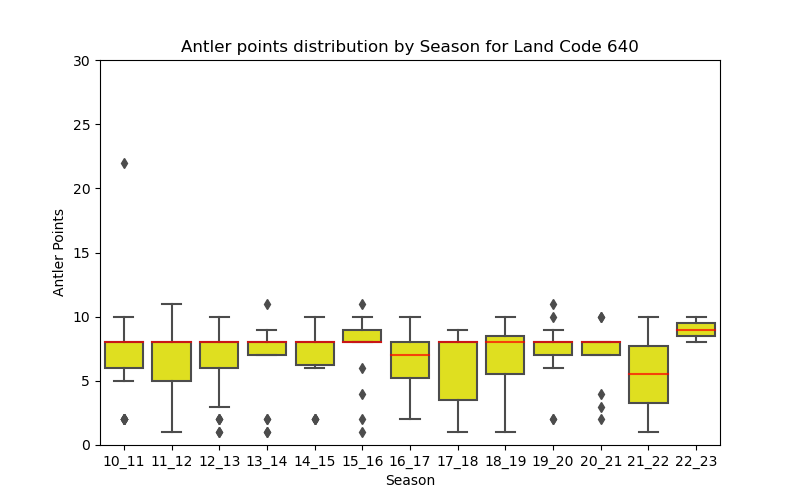 Antler points distribution by Season for Land Code 640
30
25
20
15
10
5
0
Antler Points
10_11 11_12 12_13 13_14 14_15 15_16 16_17 17_18 18_19 19_20 20_21 21_22 22_23
Season